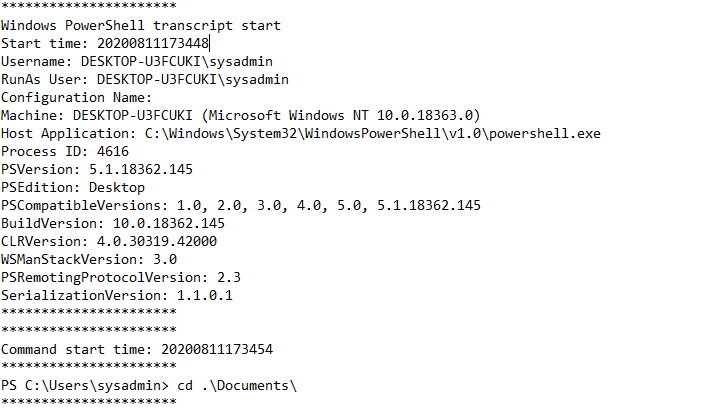 **********************
Windows PowerShell transcript start
Start time: 20200811173448
Username: DESKTOP-U3FCUKI\sysadmin
RunAs User: DESKTOP-U3FCUKI\sysadmin
Configuration Name:
Machine: DESKTOP-U3FCUKI (Microsoft Windows NT 10.0.18363.0)
Host Application: C:\Windows\System32\WindowsPowerShell\v1.0\powershell.exe
Process ID: 4616
PSVersion: 5.1.18362.145
PSEdition: Desktop
PSCompatibleVersions: 1.0, 2.0, 3.0, 4.0, 5.0, 5.1.18362.145
BuildVersion: 10.0.18362.145
CLRVersion: 4.0.30319.42000
WSManStackVersion: 3.0
PSRemotingProtocolVersion: 2.3
SerializationVersion: 1.1.0.1
**********************
**********************
Command start time: 20200811173454
**********************
PS C:\Users\sysadmin> cd .\Documents\
**********************